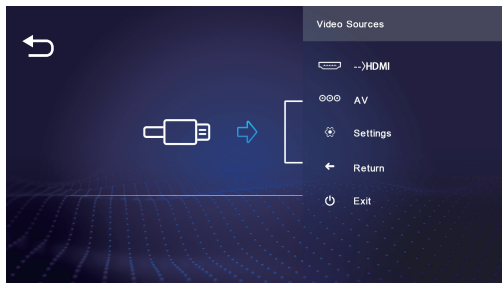 Video Sources
-->HDMI
AV
Settings
Return
Exit